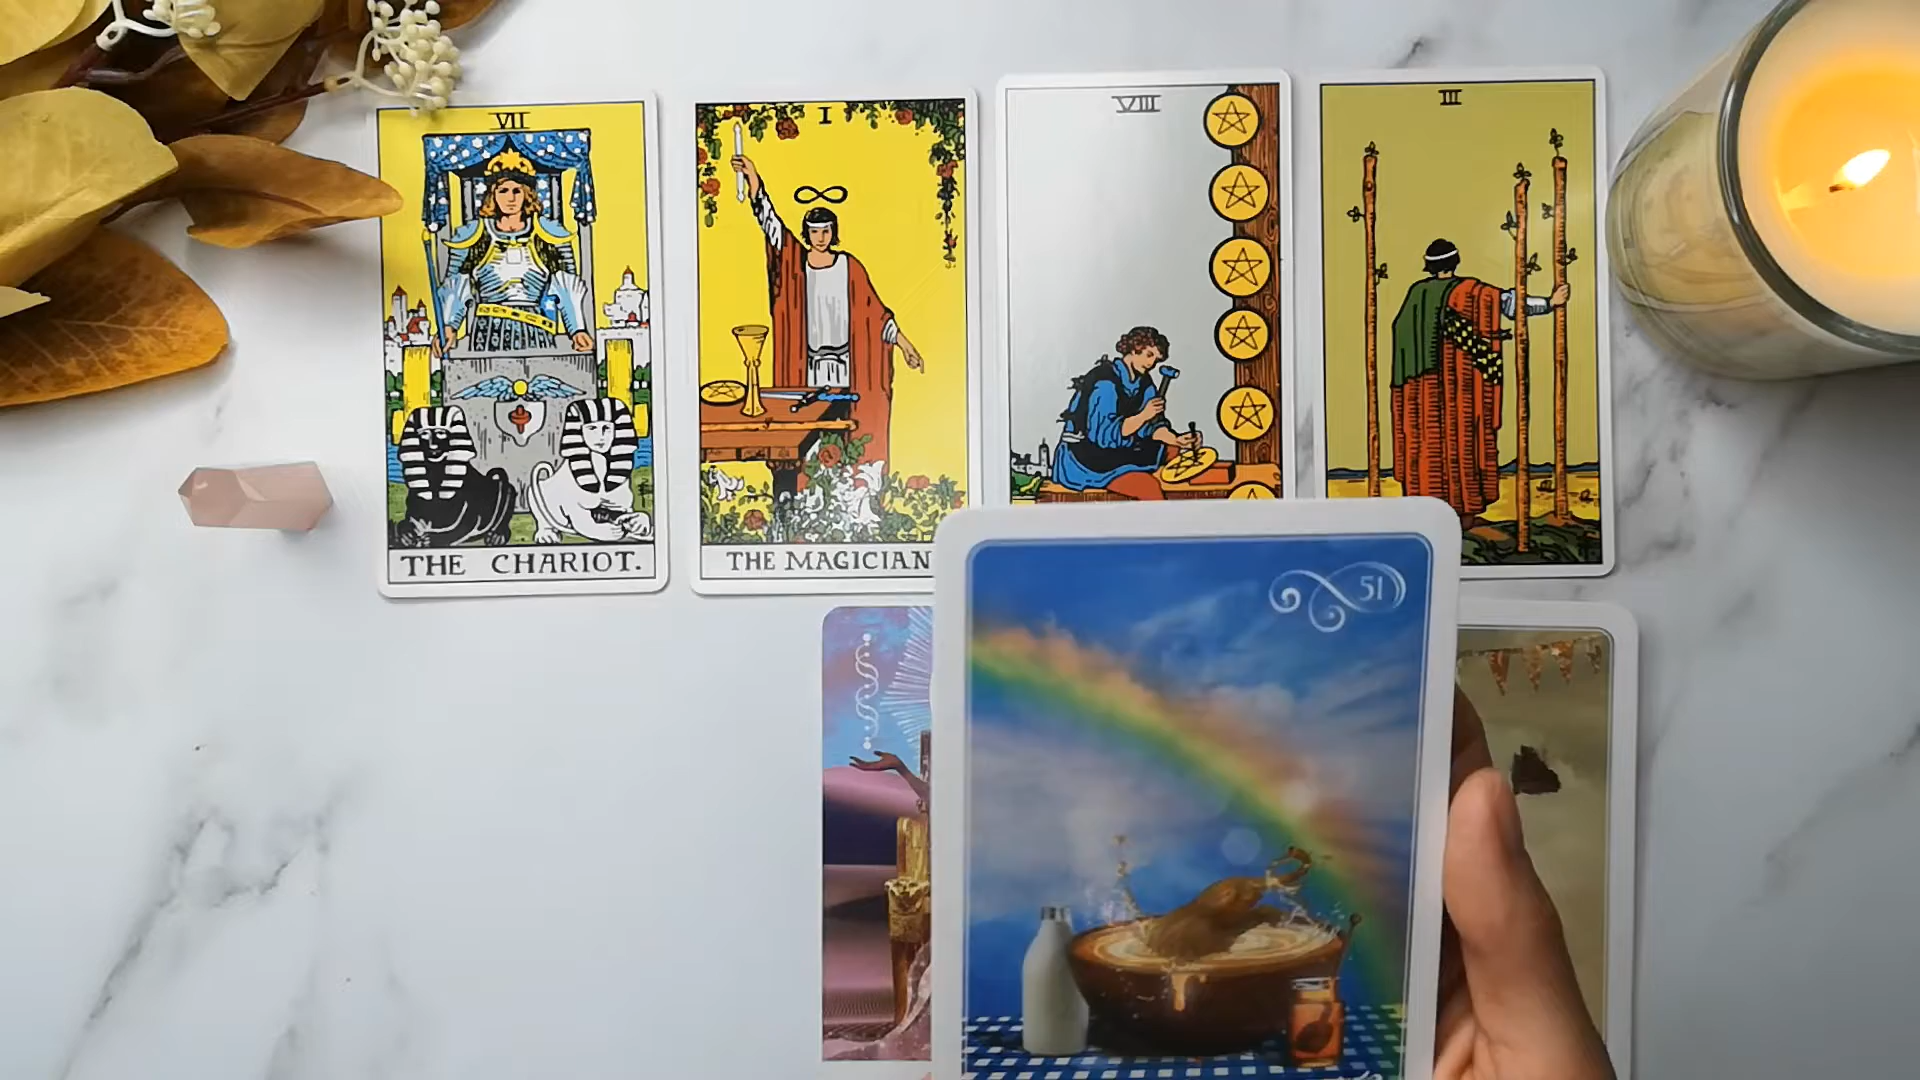 VII
I
VIII
III
THE CHARIOT.
THE MAGICIAN
51